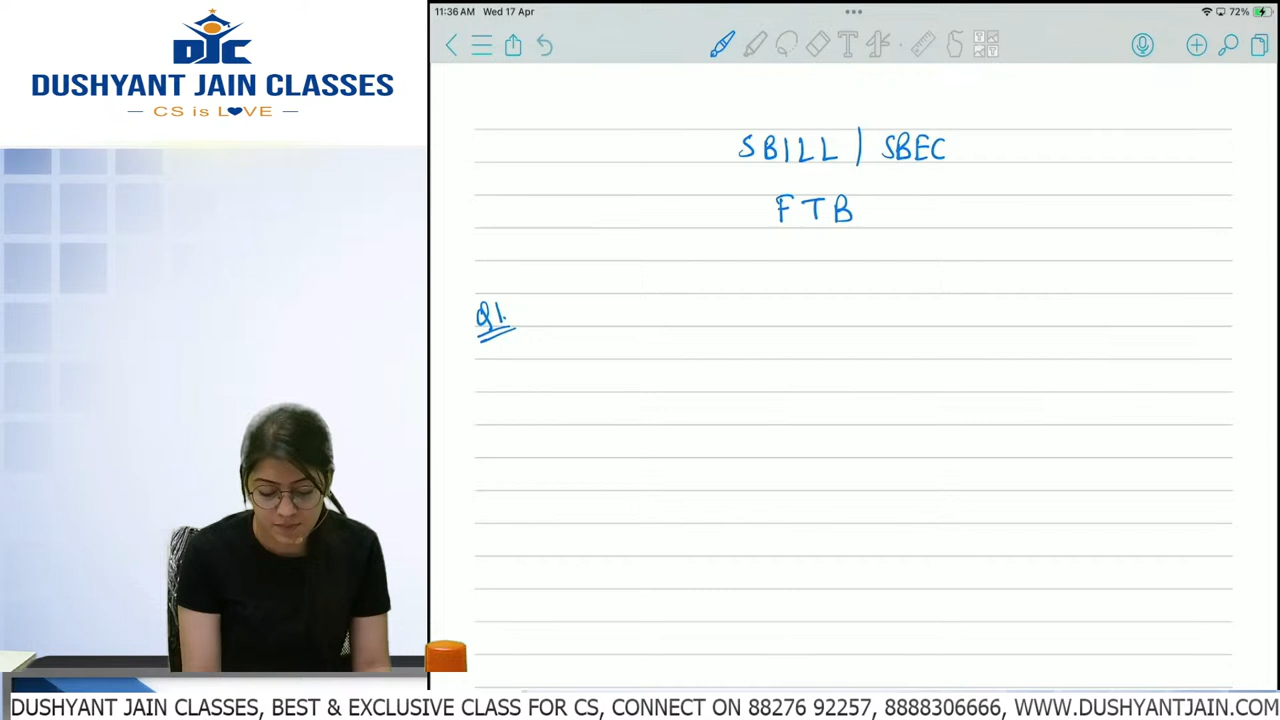 DJC
DUSHYANT JAIN CLASSES
— CS is LOVE —
11:36 AM Wed 17 Apr
72%
SBILL | SBEC
FTB
Q1.
DUSHYANT JAIN CLASSES, BEST & EXCLUSIVE CLASS FOR CS, CONNECT ON 88276 92257, 8888306666, WWW.DUSHYANTJAIN.COM